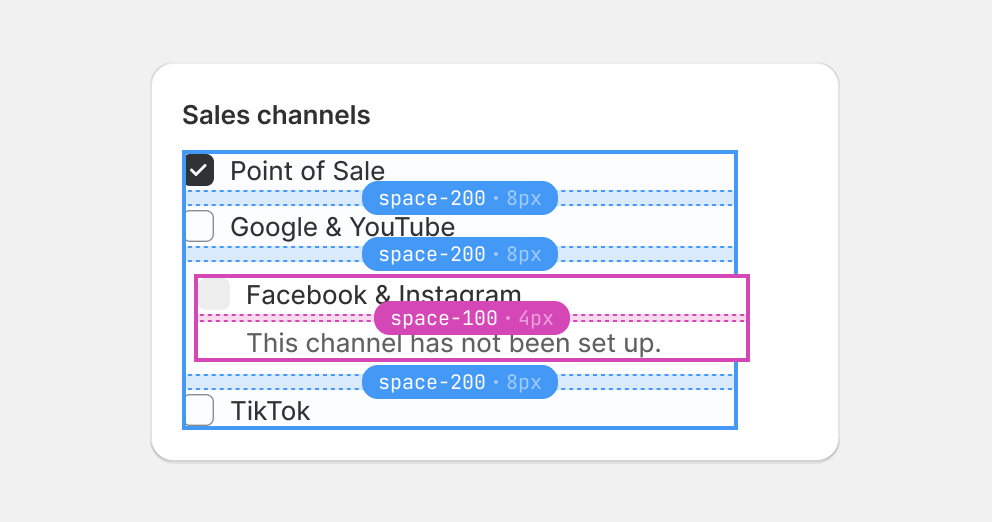 Sales channels
Point of Sale
space-200 · 8px
Google & YouTube
space-200 · 8px
Facebook & Instagram
space-100 · 4px
This channel has not been set up.
space-200 · 8px
TikTok